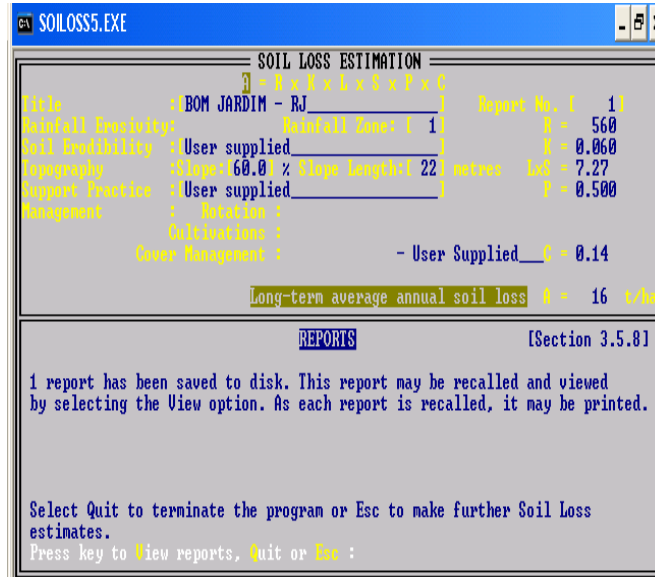 SOILOSS5.EXE
SOIL LOSS ESTIMATION
A = R x K x L x S x P x C
Title :[BOM JARDIM - RJ________________] Report No. [ 1]
Rainfall Erosivity: Rainfall Zone: [ 1] R = 560
Soil Erodibility :[User supplied__________________] K = 0.060
Topography :Slope:[60.0] % Slope Length:[ 22] metres LxS = 7.27
Support Practice :[User supplied__________________] P = 0.500
Management : Rotation :
Cultivations :
Cover Management : - User Supplied___C = 0.14
Long-term average annual soil loss A = 16 t/ha
REPORTS [Section 3.5.8]
1 report has been saved to disk. This report may be recalled and viewed
by selecting the View option. As each report is recalled, it may be printed.
Select Quit to terminate the program or Esc to make further Soil Loss
estimates.
Press key to View reports, Quit or Esc :